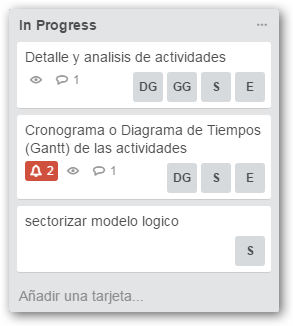 In Progress
Detalle y analisis de actividades
1
DG GG S E
Cronograma o Diagrama de Tiempos
(Gantt) de las actividades
2 1
DG S E
sectorizar modelo logico
S
Añadir una tarjeta...